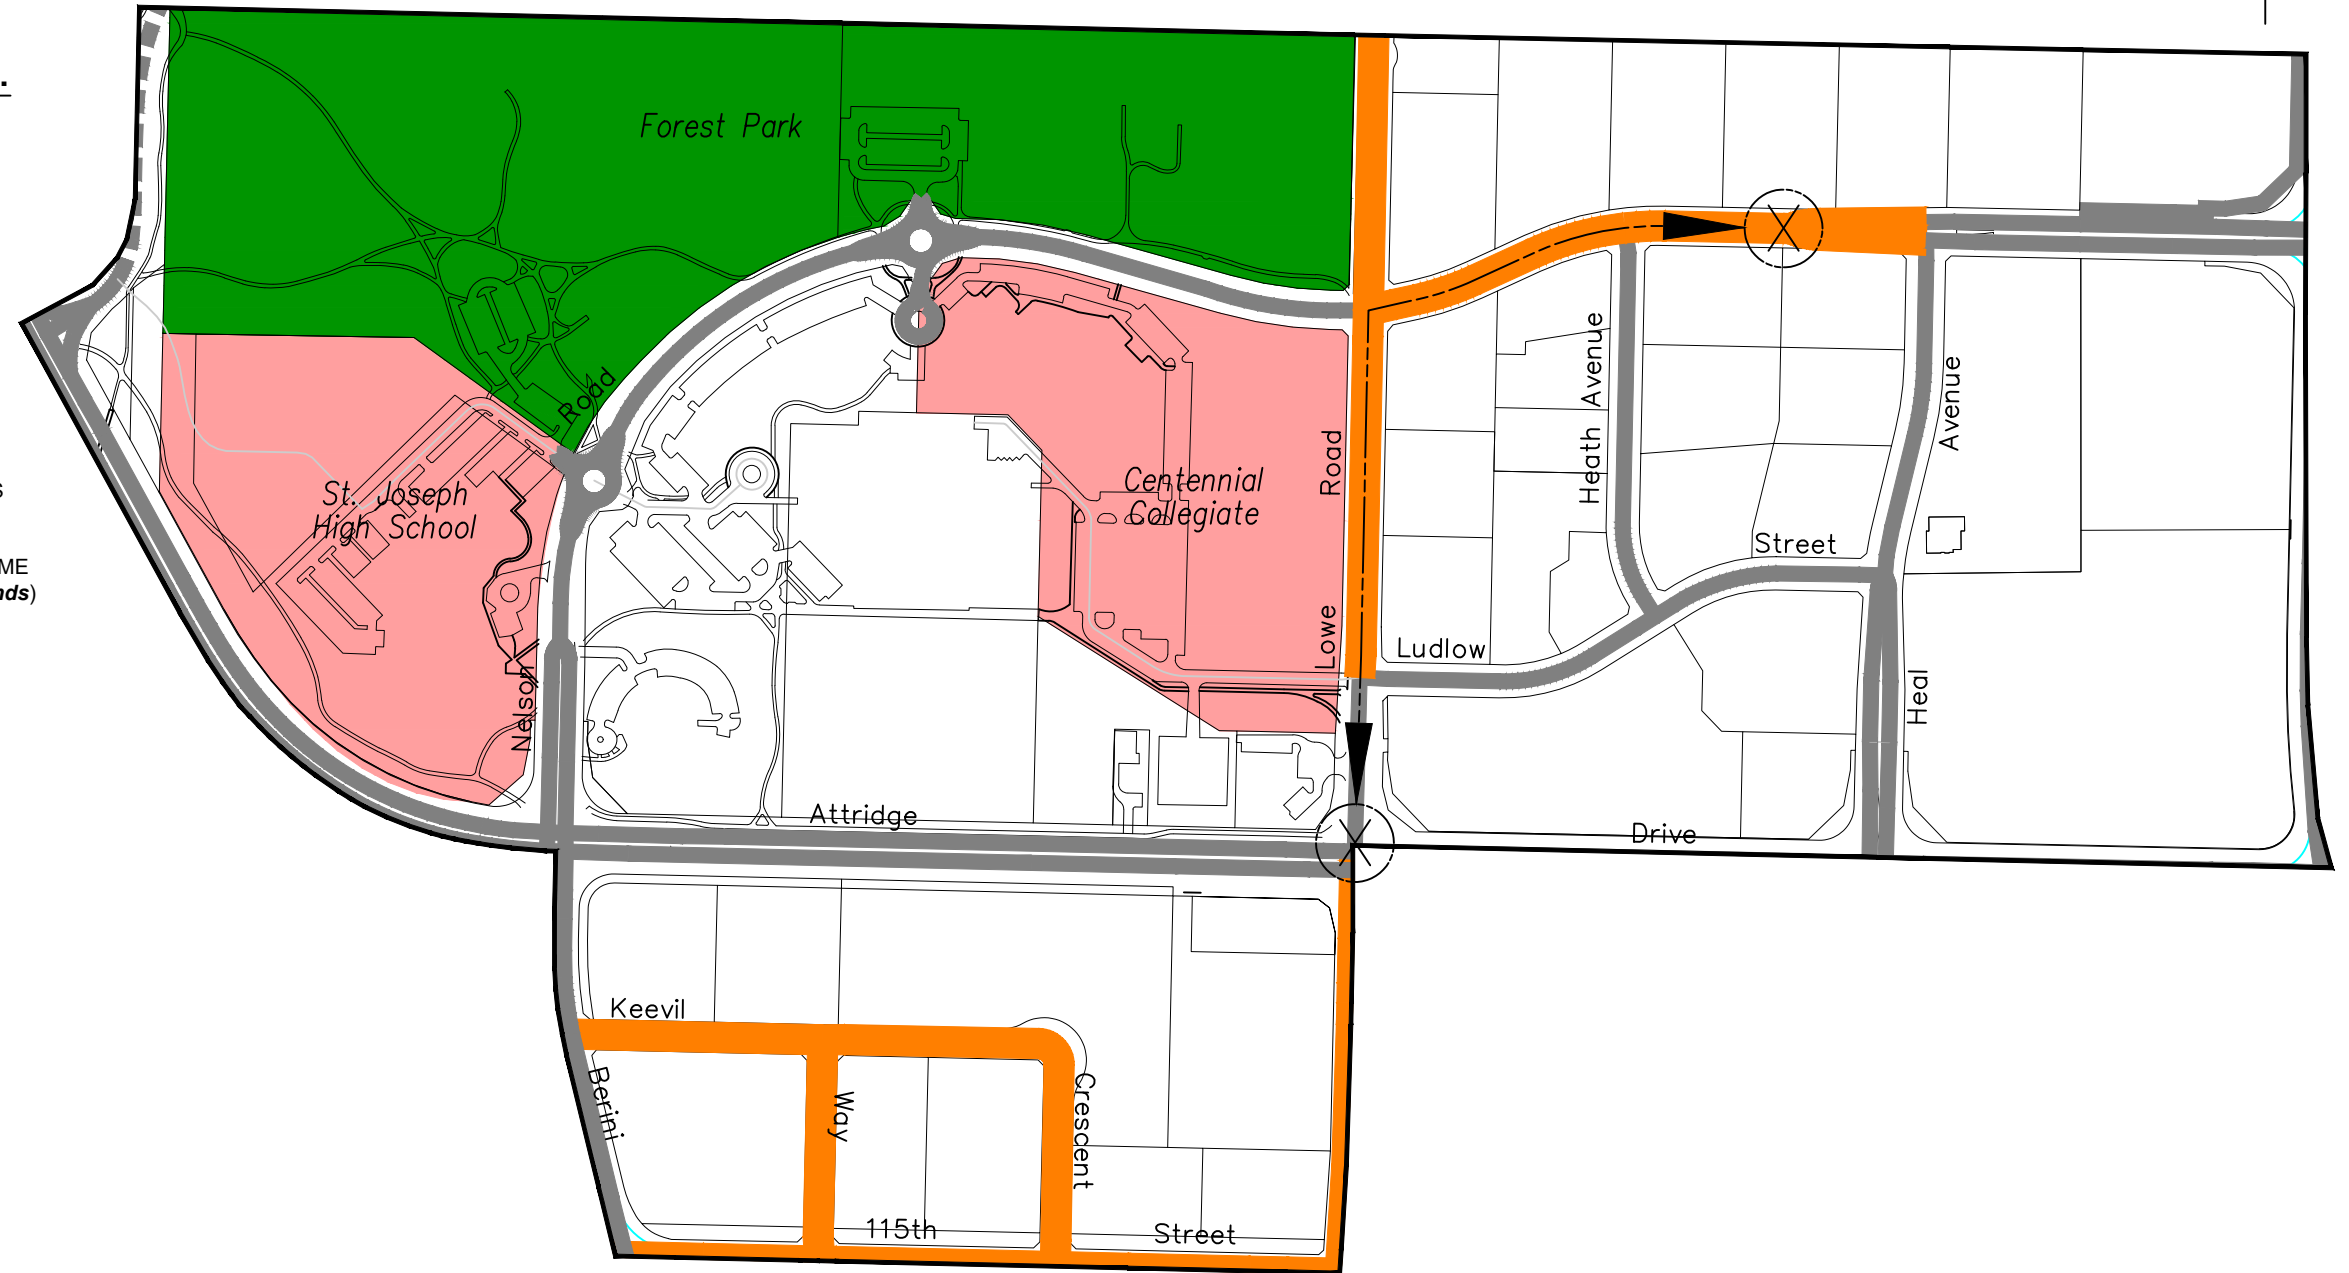 Forest Park
Road
St. Joseph
High School
Centennial
Collegiate
Road
Lowe
Heath Avenue
Avenue
Street
Ludlow
Heal
Nelson
Attridge
Drive
Keevil
Berini
Way
Crescent
115th
Street
S
ME
nds)